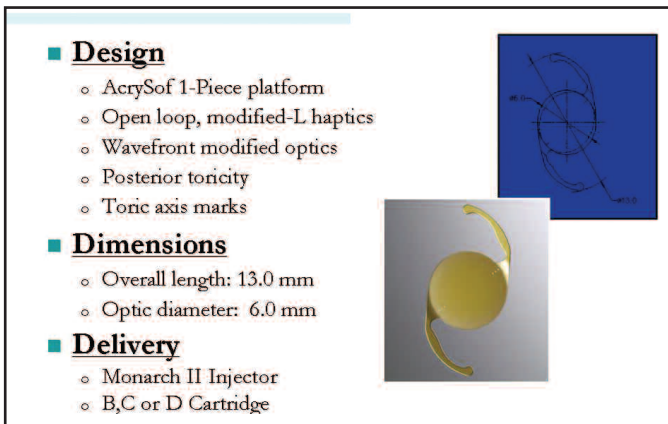 Design
AcrySof 1-Piece platform
Open loop, modified-L haptics
Wavefront modified optics
Posterior toricity
Toric axis marks
Dimensions
Overall length: 13.0 mm
Optic diameter: 6.0 mm
Delivery
Monarch II Injector
B,C or D Cartridge